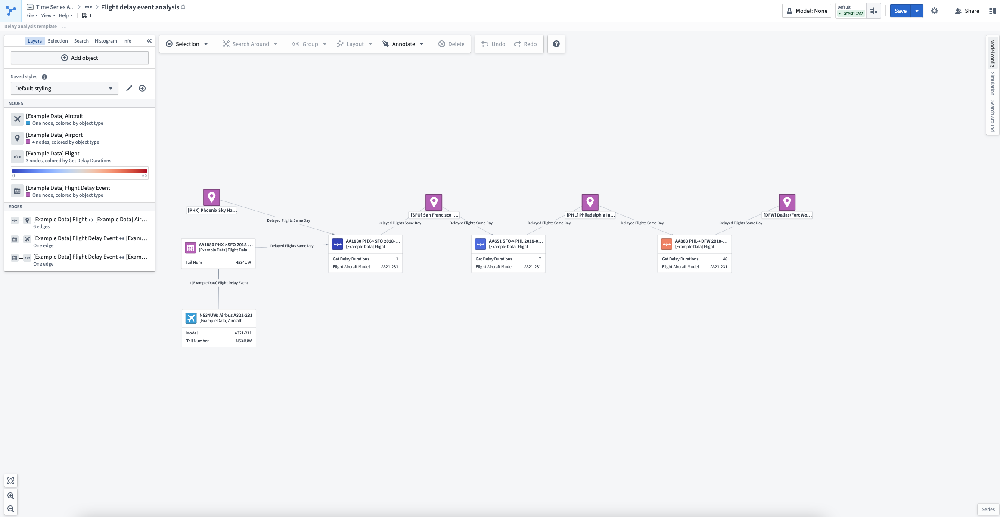 Time Series A...
Flight delay event analysis
File View Help 1
Model: None
Default
• Latest Data
Save
Share
Delay analysis template ...
Layers Selection Search Histogram Info
Add object
Saved styles
Default styling
NODES
[Example Data] Aircraft
One node, colored by object type
[Example Data] Airport
4 nodes, colored by object type
[Example Data] Flight
3 nodes, colored by Get Delay Durations
0 60
[Example Data] Flight Delay Event
One node, colored by object type
EDGES
[Example Data] Flight ↔ [Example Data] Air...
6 edges
[Example Data] Flight Delay Event ↔ [Exam...
One edge
[Example Data] Flight Delay Event ↔ [Exam...
One edge
Selection Search Around Group Layout Annotate Delete Undo Redo
Model config
Simulation
Search Around
[PHX] Phoenix Sky Ha...
[SFO] San Francisco I...
[PHL] Philadelphia In...
[DFW] Dallas/Fort Wo...
Delayed Flights Same Day
Delayed Flights Same Day
Delayed Flights Same Day
Delayed Flights Same Day
Delayed Flights Same Day
Delayed Flights Same Day
AA1880 PHX->SFO 2018-...
[Example Data] Flight Dela...
Tail Num N534UW
Delayed Flights Same Day
AA1880 PHX->SFO 2018-...
[Example Data] Flight
Get Delay Durations 1
Flight Aircraft Model A321-231
AA651 SFO->PHL 2018-0...
[Example Data] Flight
Get Delay Durations 7
Flight Aircraft Model A321-231
AA808 PHL->DFW 2018-...
[Example Data] Flight
Get Delay Durations 48
Flight Aircraft Model A321-231
1 [Example Data] Flight Delay Event
N534UW: Airbus A321-231
[Example Data] Aircraft
Model A321-231
Tail Number N534UW
Series